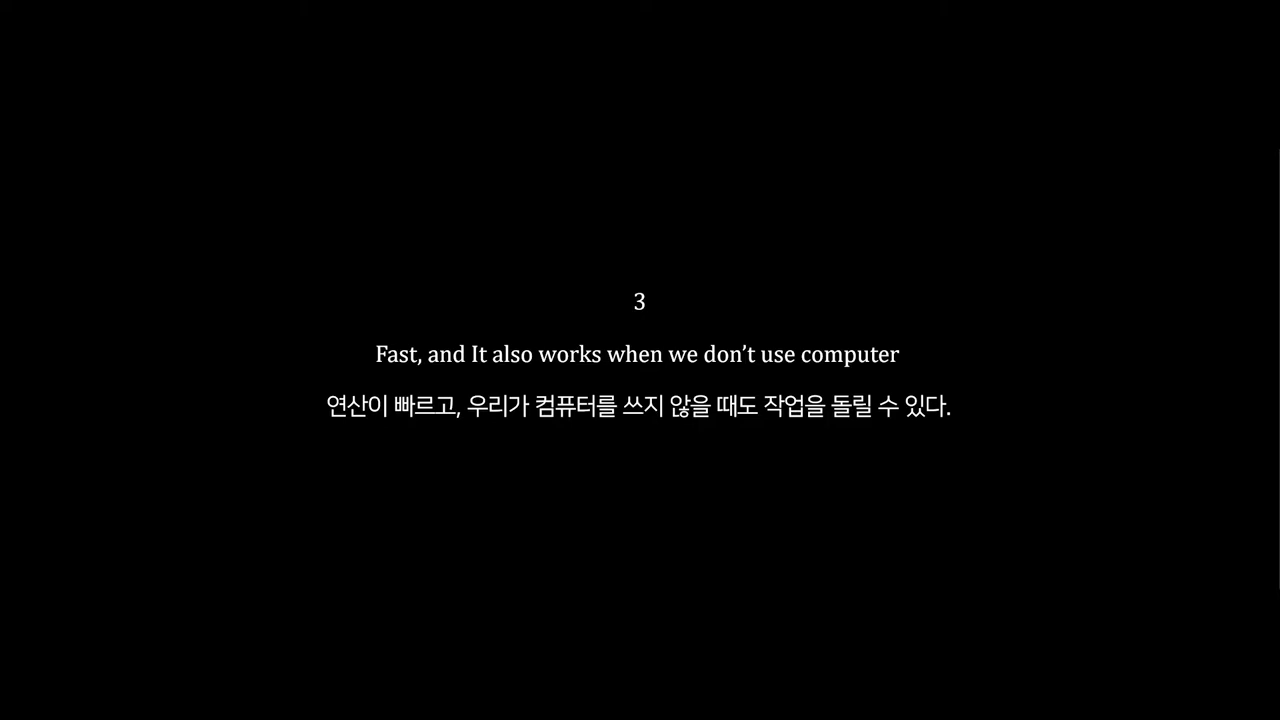 3
Fast, and It also works when we don’t use computer
연산이 빠르고, 우리가 컴퓨터를 쓰지 않을 때도 작업을 돌릴 수 있다.